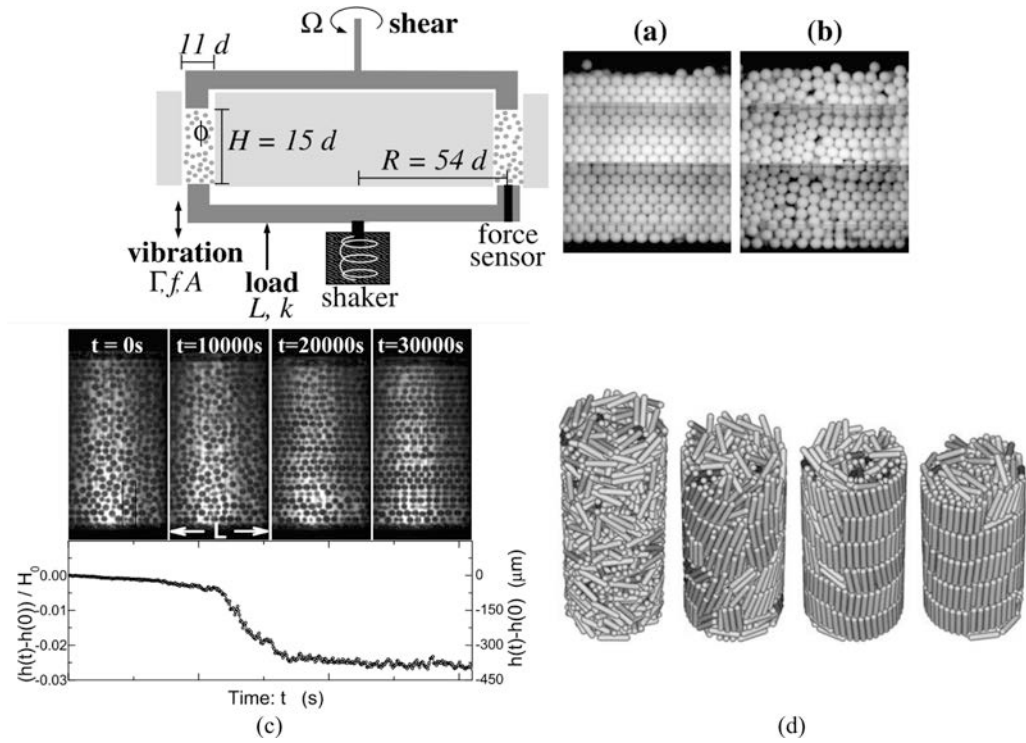 Ω shear
11 d
ϕ
H = 15 d
R = 54 d
vibration
Γ, f, A
load
L, k
shaker
force
sensor
(a)
(b)
t = 0s
t=10000s
t=20000s
t=30000s
L
(h(t)-h(0)) / H₀
0.00
-0.01
-0.02
-0.03
0
-150
-300
-450
h(t)-h(0) (μm)
Time: t (s)
(c)
(d)